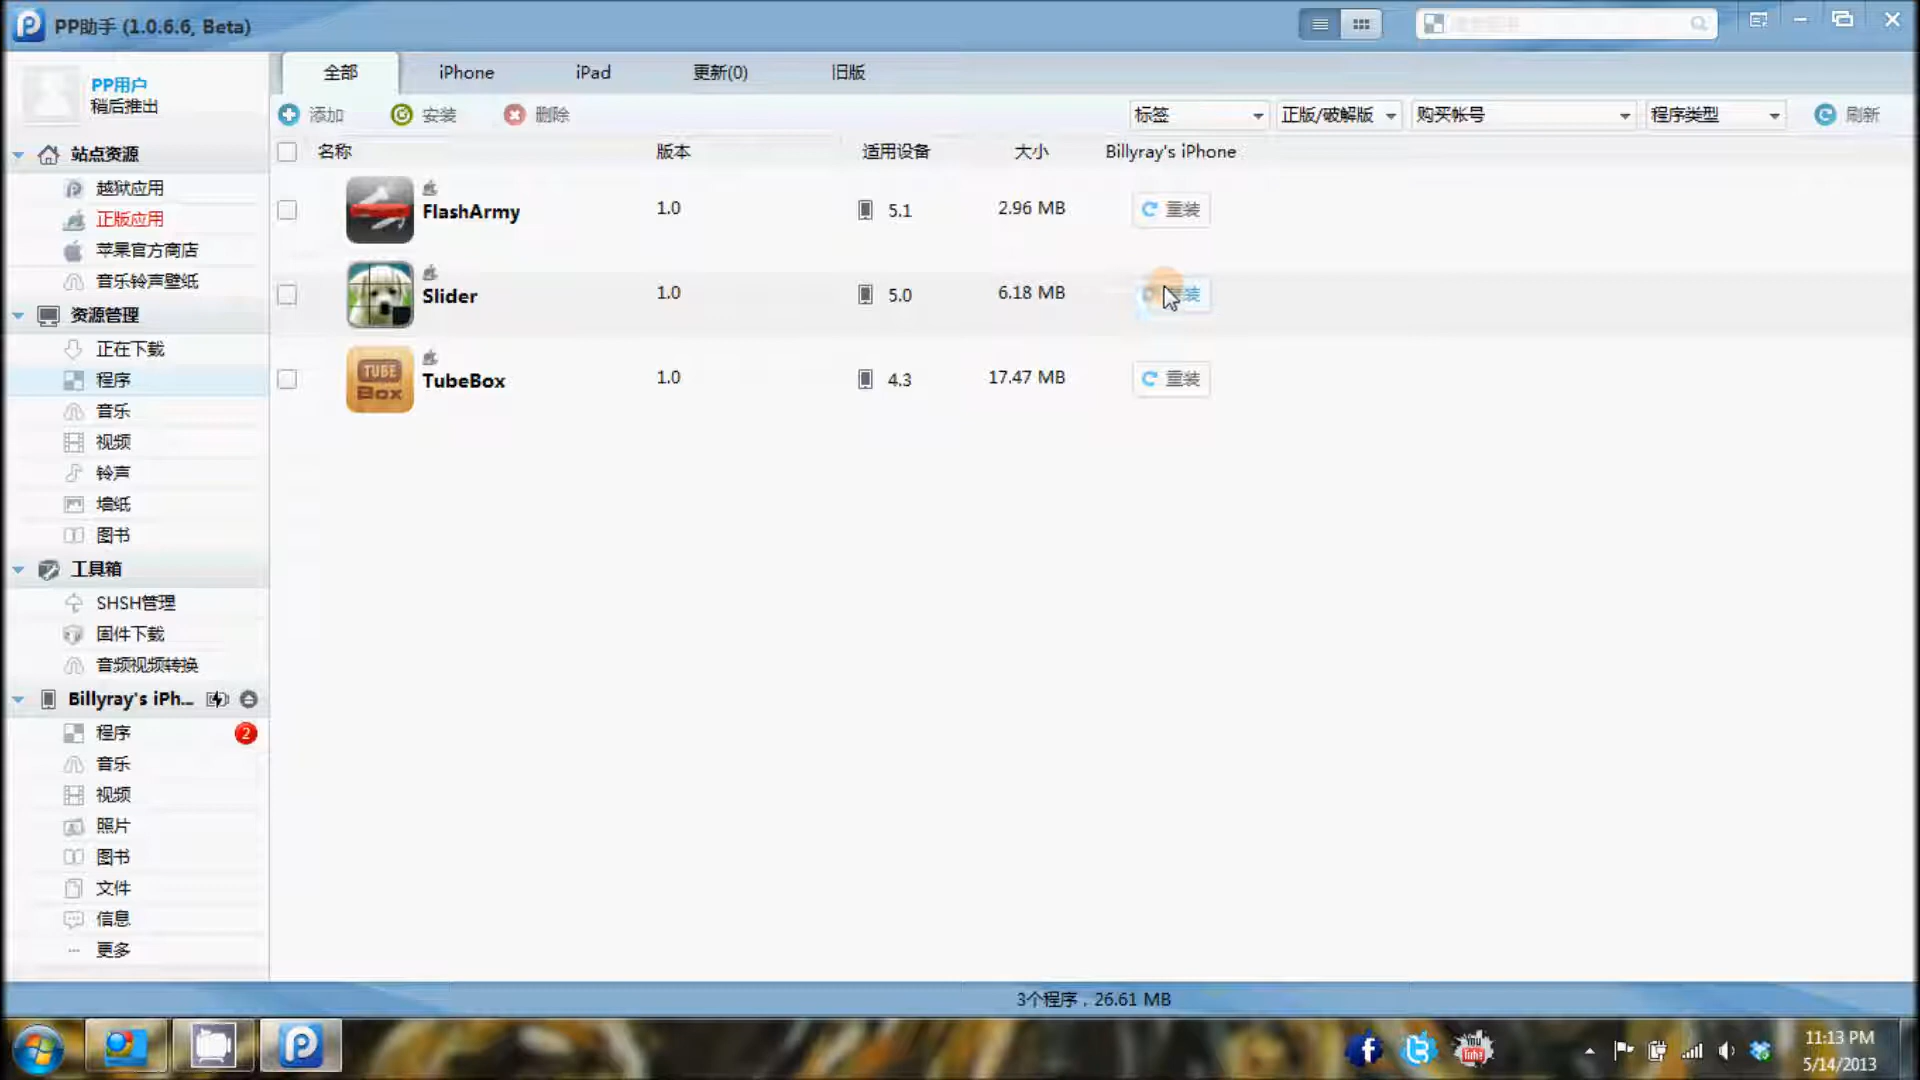 PP助手 (1.0.6.6, Beta)
PP用户
稍后推出
全部
iPhone
iPad
更新(0)
旧版
添加
安装
删除
标签
正版/破解版
购买帐号
程序类型
刷新
名称
版本
适用设备
大小
Billyray's iPhone
FlashArmy
1.0
5.1
2.96 MB
重装
Slider
1.0
5.0
6.18 MB
装
TUBE
Box
TubeBox
1.0
4.3
17.47 MB
重装
站点资源
越狱应用
正版应用
苹果官方商店
音乐铃声壁纸
资源管理
正在下载
程序
音乐
视频
铃声
墙纸
图书
工具箱
SHSH管理
固件下载
音频视频转换
Billyray's iPh...
程序
2
音乐
视频
照片
图书
文件
信息
更多
3个程序，26.61 MB
You
Tube
11:13 PM
5/14/2013